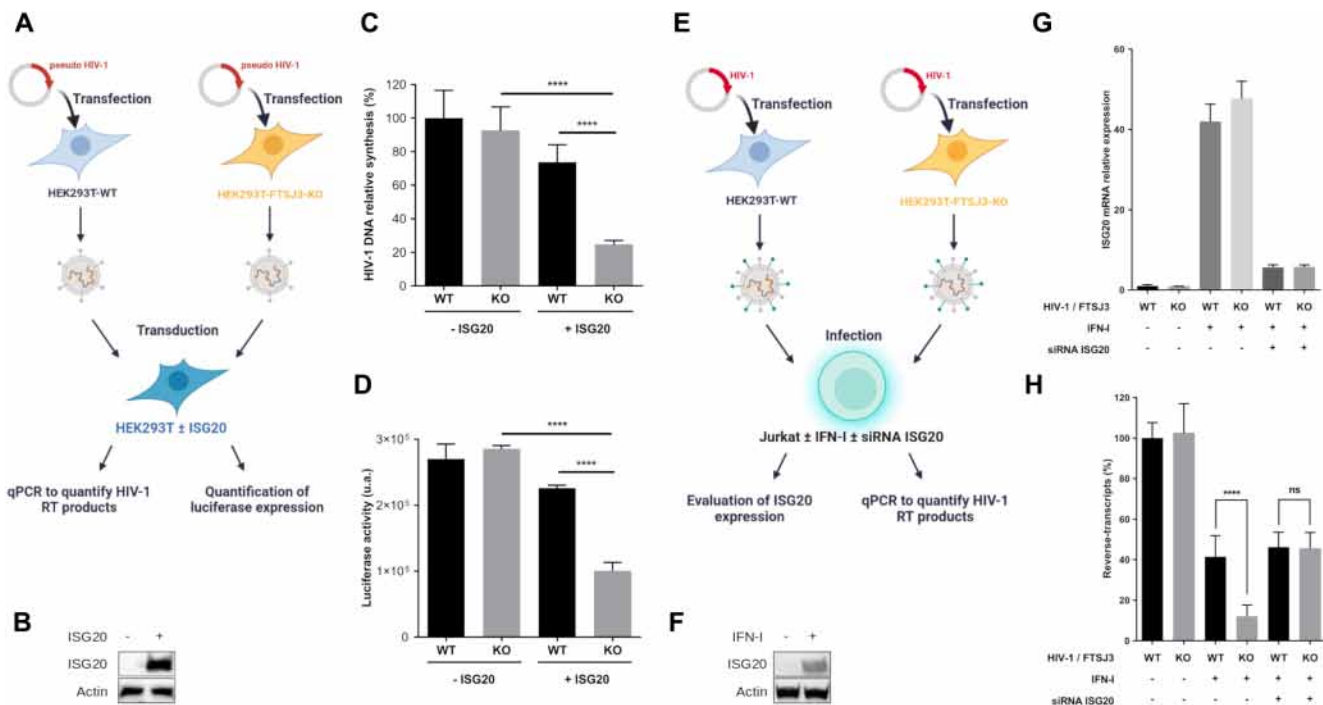 A
pseudo HIV-1
pseudo HIV-1
Transfection
Transfection
HEK293T-WT
HEK293T-FTSJ3-KO
Transduction
HEK293T ± ISG20
qPCR to quantify HIV-1
RT products
Quantification of
luciferase expression
B
ISG20 - +
ISG20
Actin
C
HIV-1 DNA relative synthesis (%)
120
100
80
60
40
20
0
****
****
WT KO WT KO
- ISG20 + ISG20
D
Luciferase activity (u.a.)
3×10⁵
2×10⁵
1×10⁵
0
****
****
WT KO WT KO
- ISG20 + ISG20
E
HIV-1
HIV-1
Transfection
Transfection
HEK293T-WT
HEK293T-FTSJ3-KO
Infection
Jurkat ± IFN-I ± siRNA ISG20
Evaluation of ISG20
expression
qPCR to quantify HIV-1
RT products
F
IFN-I - +
ISG20
Actin
G
ISG20 mRNA relative expression
60
40
20
0
HIV-1 / FTSJ3 WT KO WT KO WT KO
IFN-I - - + + + +
siRNA ISG20 - - + +
H
Reverse-transcripts (%)
120
100
80
60
40
20
0
****
ns
HIV-1 / FTSJ3 WT KO WT KO WT KO
IFN-I - - + + + +
siRNA ISG20 - - - - + +